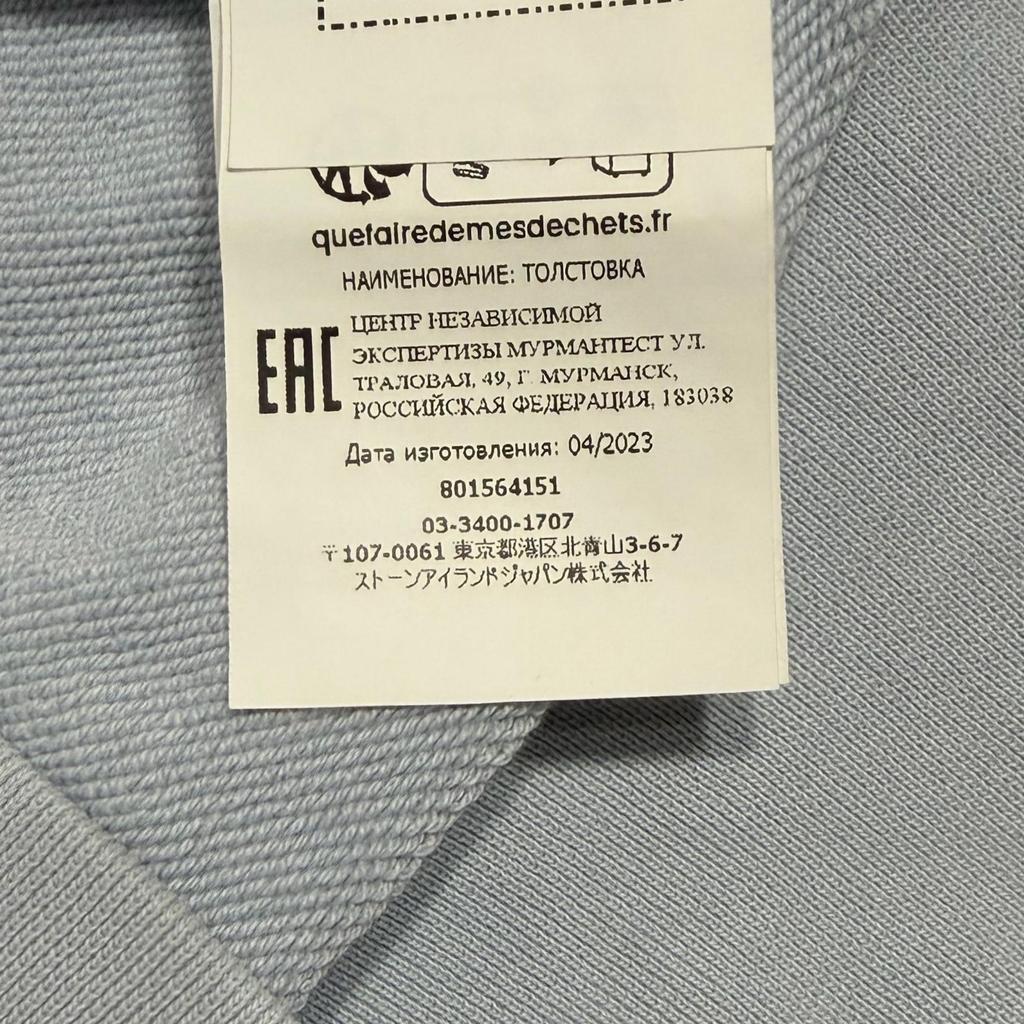 quefairedemesdechets.fr
НАИМЕНОВАНИЕ: ТОЛСТОВКА
EAC
ЦЕНТР НЕЗАВИСИМОЙ
ЭКСПЕРТИЗЫ МУРМАНТЕСТ УЛ.
ТРАЛОВАЯ, 49, Г. МУРМАНСК,
РОССИЙСКАЯ ФЕДЕРАЦИЯ, 183038
Дата изготовления: 04/2023
801564151
03-3400-1707
〒107-0061 東京都港区北青山3-6-7
ストーンアイランドジャパン株式会社